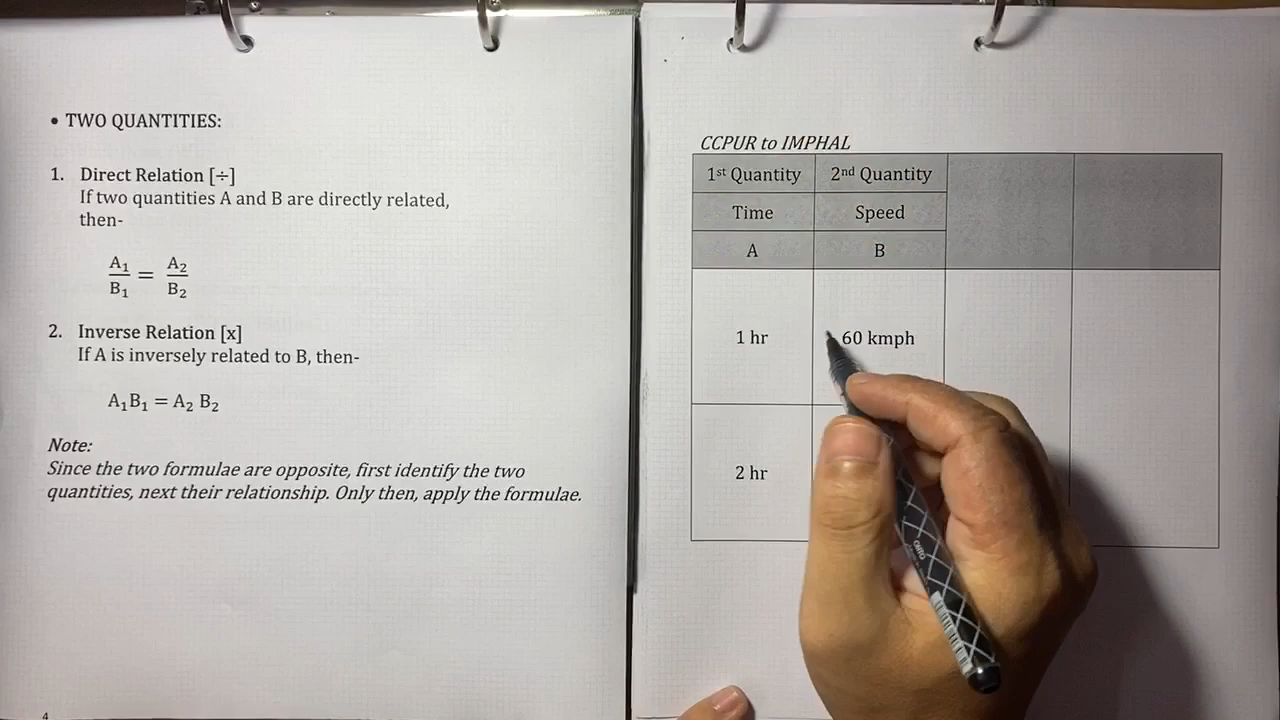 • TWO QUANTITIES:
1. Direct Relation [÷]
If two quantities A and B are directly related,
then-
A₁/B₁ = A₂/B₂
2. Inverse Relation [x]
If A is inversely related to B, then-
A₁B₁ = A₂ B₂
Note:
Since the two formulae are opposite, first identify the two
quantities, next their relationship. Only then, apply the formulae.
4
CCPUR to IMPHAL
1st Quantity 2nd Quantity
Time Speed
A B
1 hr 60 kmph
2 hr